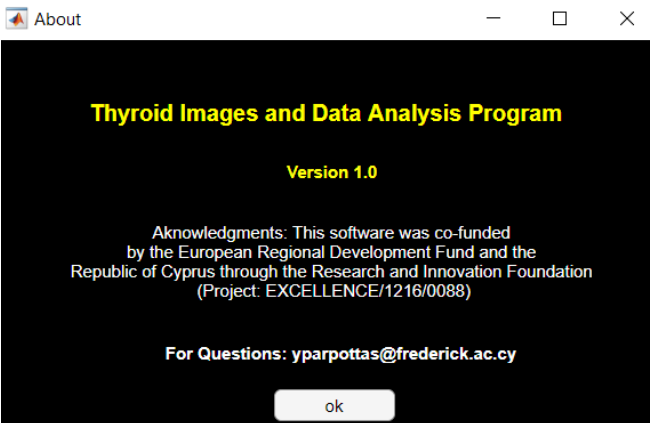 About
Thyroid Images and Data Analysis Program
Version 1.0
Aknowledgments: This software was co-funded
by the European Regional Development Fund and the
Republic of Cyprus through the Research and Innovation Foundation
(Project: EXCELLENCE/1216/0088)
For Questions: yparpottas@frederick.ac.cy
ok